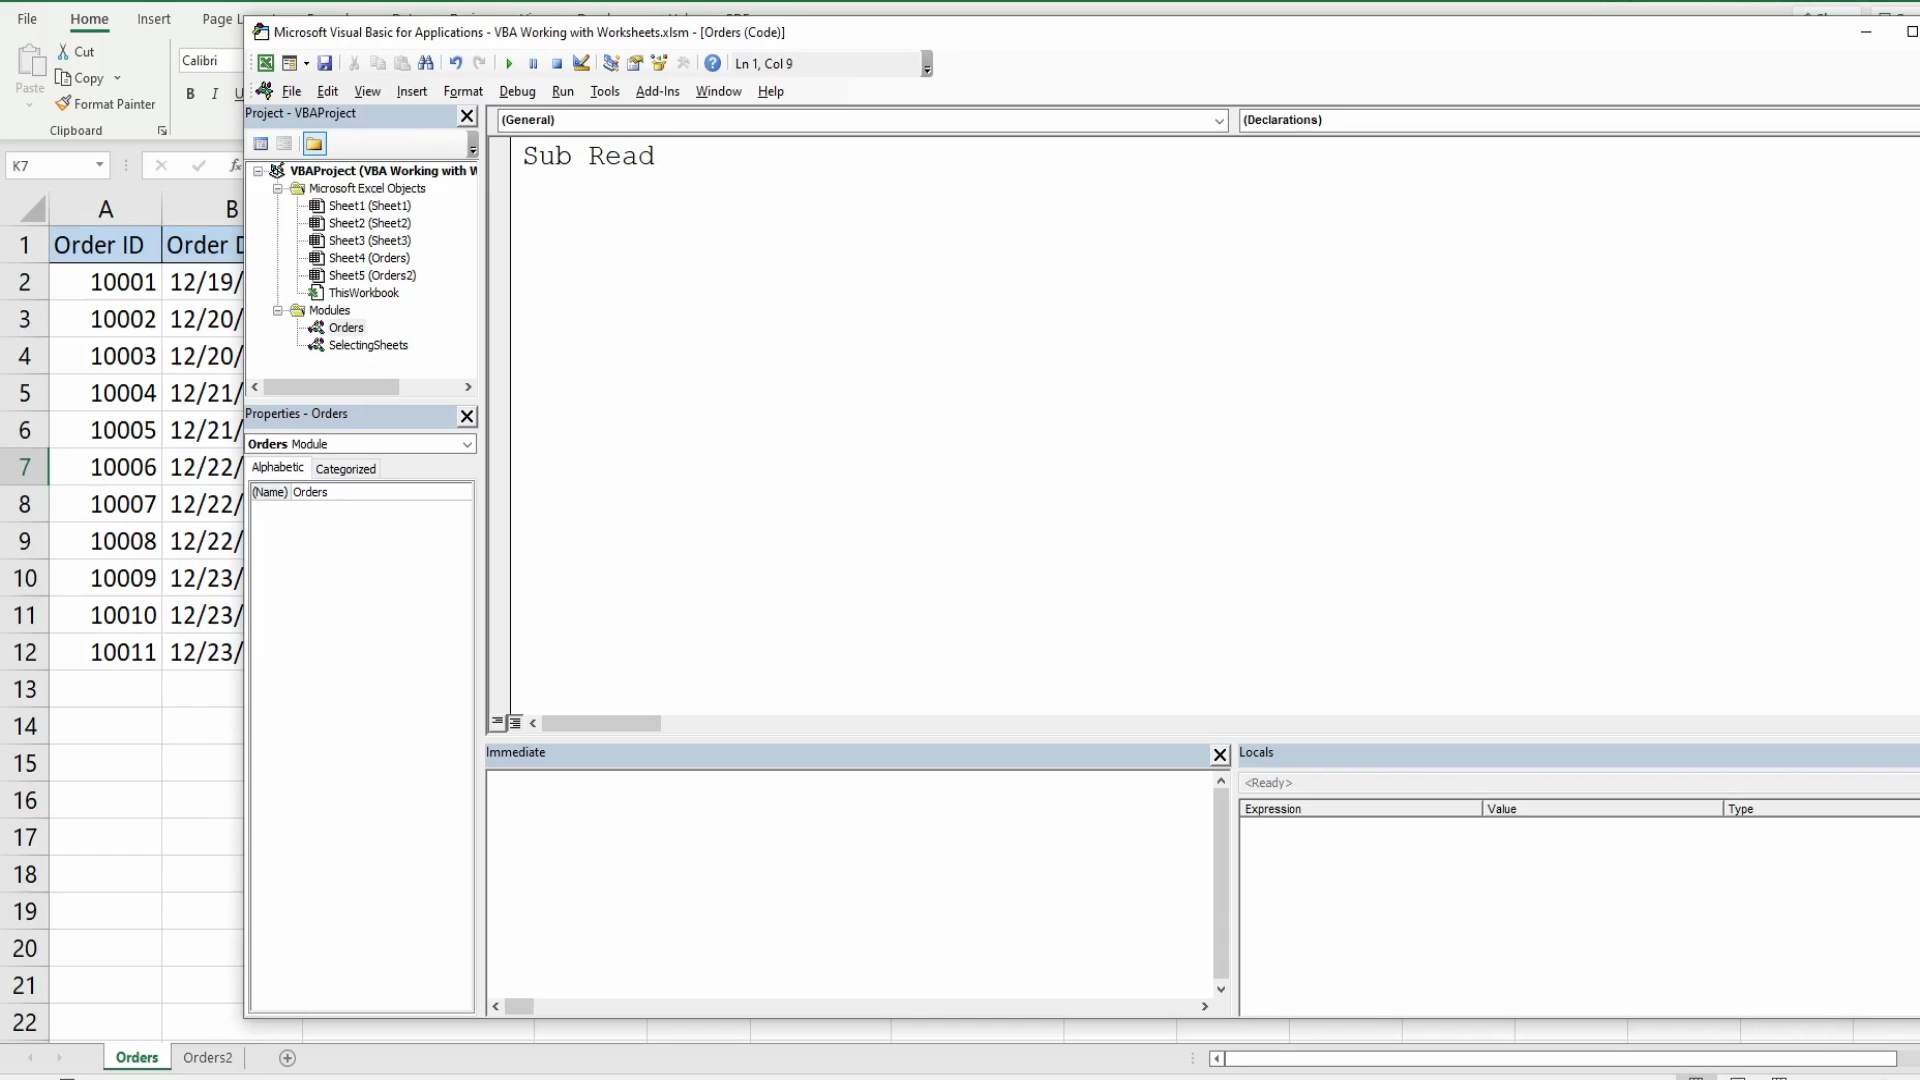 File Home Insert Page L
Microsoft Visual Basic for Applications - VBA Working with Worksheets.xlsm - [Orders (Code)]
Cut
Copy
Format Painter
Paste
Clipboard
Calibri
B I U
Ln 1, Col 9
File Edit View Insert Format Debug Run Tools Add-Ins Window Help
Project - VBAProject
(General)
(Declarations)
Sub Read
VBAProject (VBA Working with W
Microsoft Excel Objects
Sheet1 (Sheet1)
Sheet2 (Sheet2)
Sheet3 (Sheet3)
Sheet4 (Orders)
Sheet5 (Orders2)
ThisWorkbook
Modules
Orders
SelectingSheets
Properties - Orders
Orders Module
Alphabetic Categorized
(Name) Orders
K7
fx
A B
1 Order ID Order D
2 10001 12/19/
3 10002 12/20/
4 10003 12/20/
5 10004 12/21/
6 10005 12/21/
7 10006 12/22/
8 10007 12/22/
9 10008 12/22/
10 10009 12/23/
11 10010 12/23/
12 10011 12/23/
13
14
15
16
17
18
19
20
21
22
Immediate
Locals
<Ready>
Expression Value Type
Orders Orders2